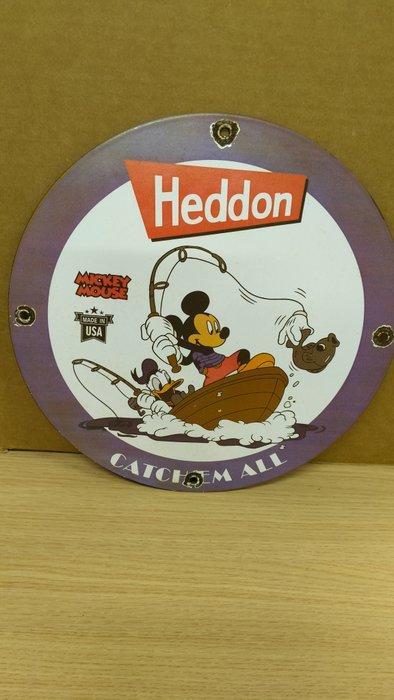 Heddon
MICKEY
MOUSE
MADE IN
USA
CATCH'EM ALL